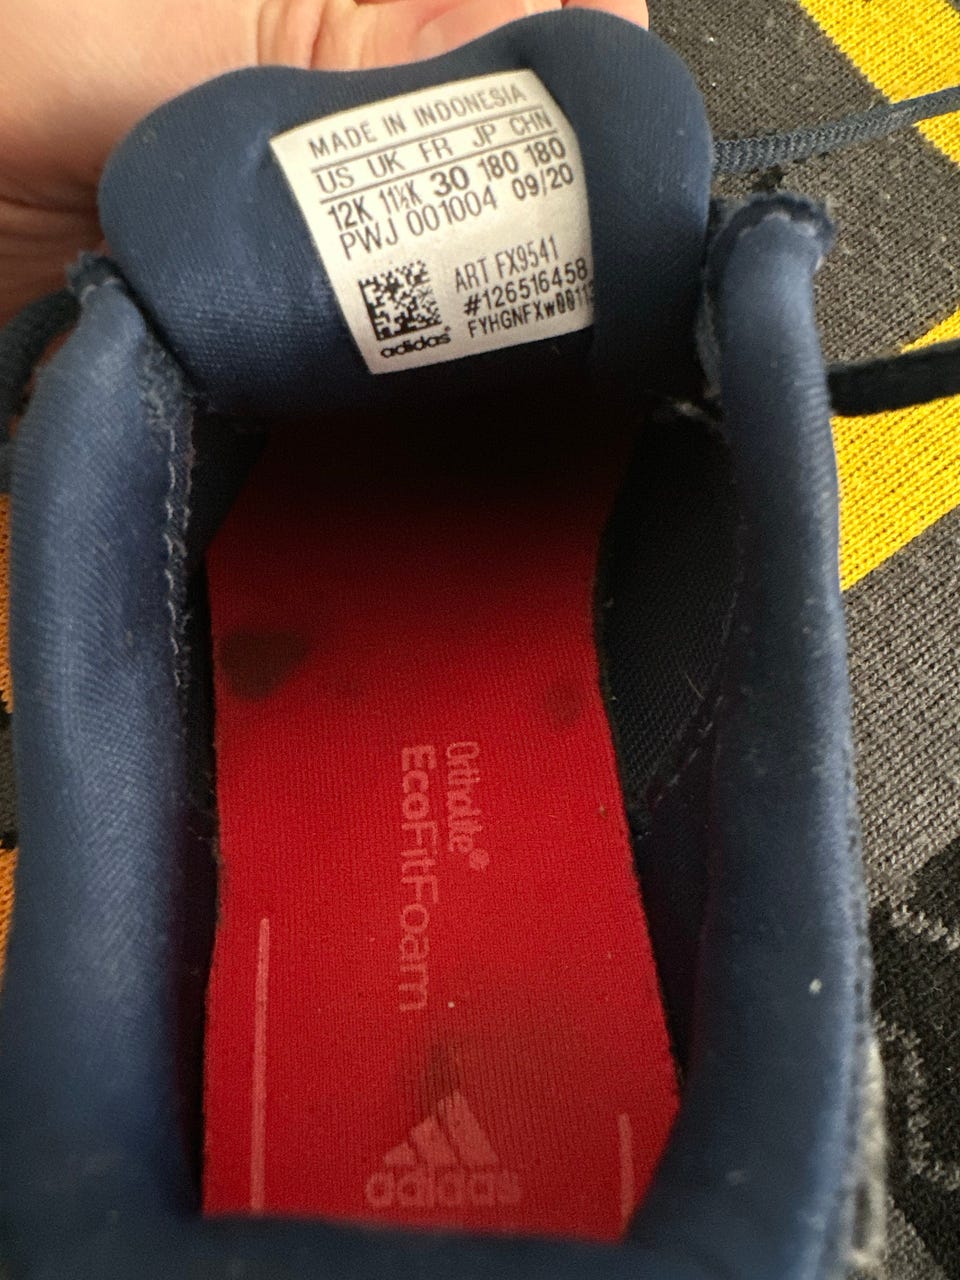 MADE IN INDONESIA
US UK FR JP CHN
12K 11½K 30 180 180
PWJ 001004 09/20
ART FX9541
#126516458
adidas®
Ortholite®
EcoFitFoam
adidas